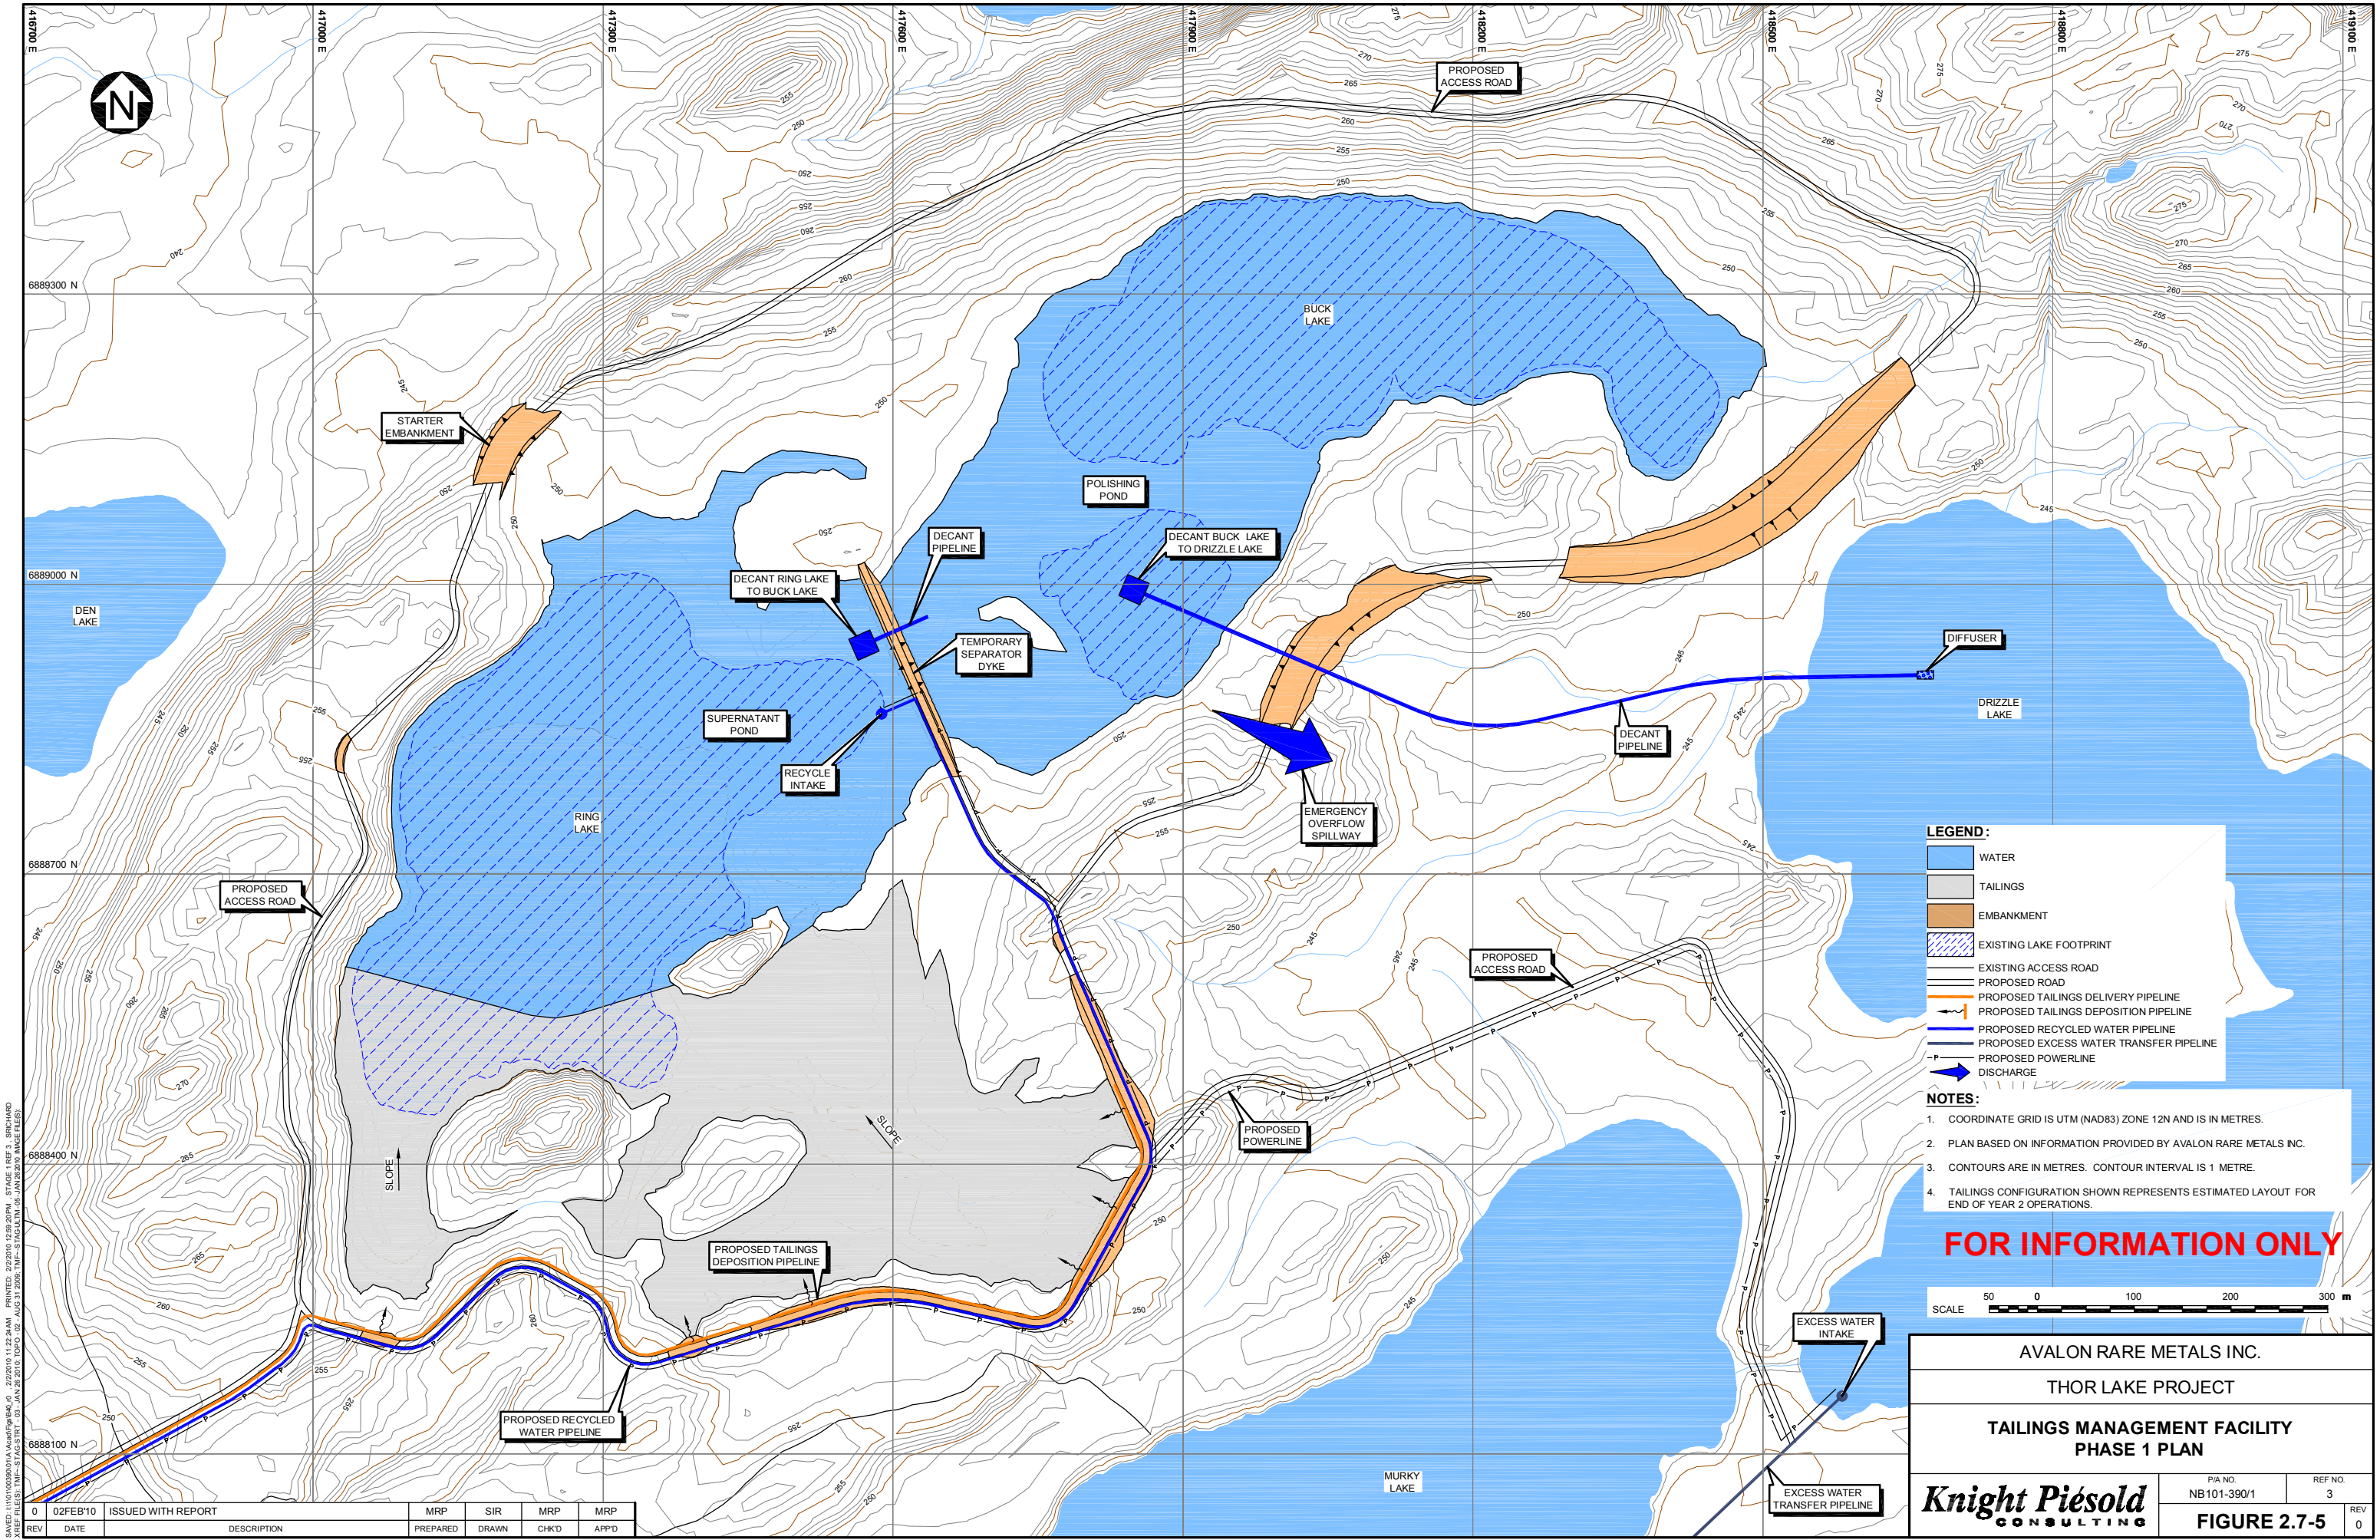 416700 E
417000 E
417300 E
417600 E
417900 E
418200 E
418500 E
418800 E
419100 E
N
PROPOSED
ACCESS ROAD
6889300 N
BUCK
LAKE
STARTER
EMBANKMENT
POLISHING
POND
DECANT
PIPELINE
DECANT BUCK LAKE
TO DRIZZLE LAKE
DECANT RING LAKE
TO BUCK LAKE
6889000 N
DEN
LAKE
TEMPORARY
SEPARATOR
DYKE
DIFFUSER
DRIZZLE
LAKE
SUPERNATANT
POND
DECANT
PIPELINE
RECYCLE
INTAKE
RING
LAKE
EMERGENCY
OVERFLOW
SPILLWAY
6888700 N
PROPOSED
ACCESS ROAD
PROPOSED
ACCESS ROAD
SLOPE
SLOPE
PROPOSED
POWERLINE
6888400 N
PROPOSED TAILINGS
DEPOSITION PIPELINE
PROPOSED RECYCLED
WATER PIPELINE
6888100 N
EXCESS WATER
INTAKE
MURKY
LAKE
EXCESS WATER
TRANSFER PIPELINE
LEGEND:
WATER
TAILINGS
EMBANKMENT
EXISTING LAKE FOOTPRINT
EXISTING ACCESS ROAD
PROPOSED ROAD
PROPOSED TAILINGS DELIVERY PIPELINE
PROPOSED TAILINGS DEPOSITION PIPELINE
PROPOSED RECYCLED WATER PIPELINE
PROPOSED EXCESS WATER TRANSFER PIPELINE
P PROPOSED POWERLINE
DISCHARGE
NOTES:
1. COORDINATE GRID IS UTM (NAD83) ZONE 12N AND IS IN METRES.
2. PLAN BASED ON INFORMATION PROVIDED BY AVALON RARE METALS INC.
3. CONTOURS ARE IN METRES. CONTOUR INTERVAL IS 1 METRE.
4. TAILINGS CONFIGURATION SHOWN REPRESENTS ESTIMATED LAYOUT FOR
END OF YEAR 2 OPERATIONS.
FOR INFORMATION ONLY
SCALE 50 0 100 200 300 m
AVALON RARE METALS INC.
THOR LAKE PROJECT
TAILINGS MANAGEMENT FACILITY
PHASE 1 PLAN
Knight Piésold
CONSULTING
P/A NO.
NB101-390/1
REF NO.
3
FIGURE 2.7-5
REV
0
0 02FEB'10 ISSUED WITH REPORT MRP SIR MRP MRP
REV DATE DESCRIPTION PREPARED DRAWN CHK'D APP'D